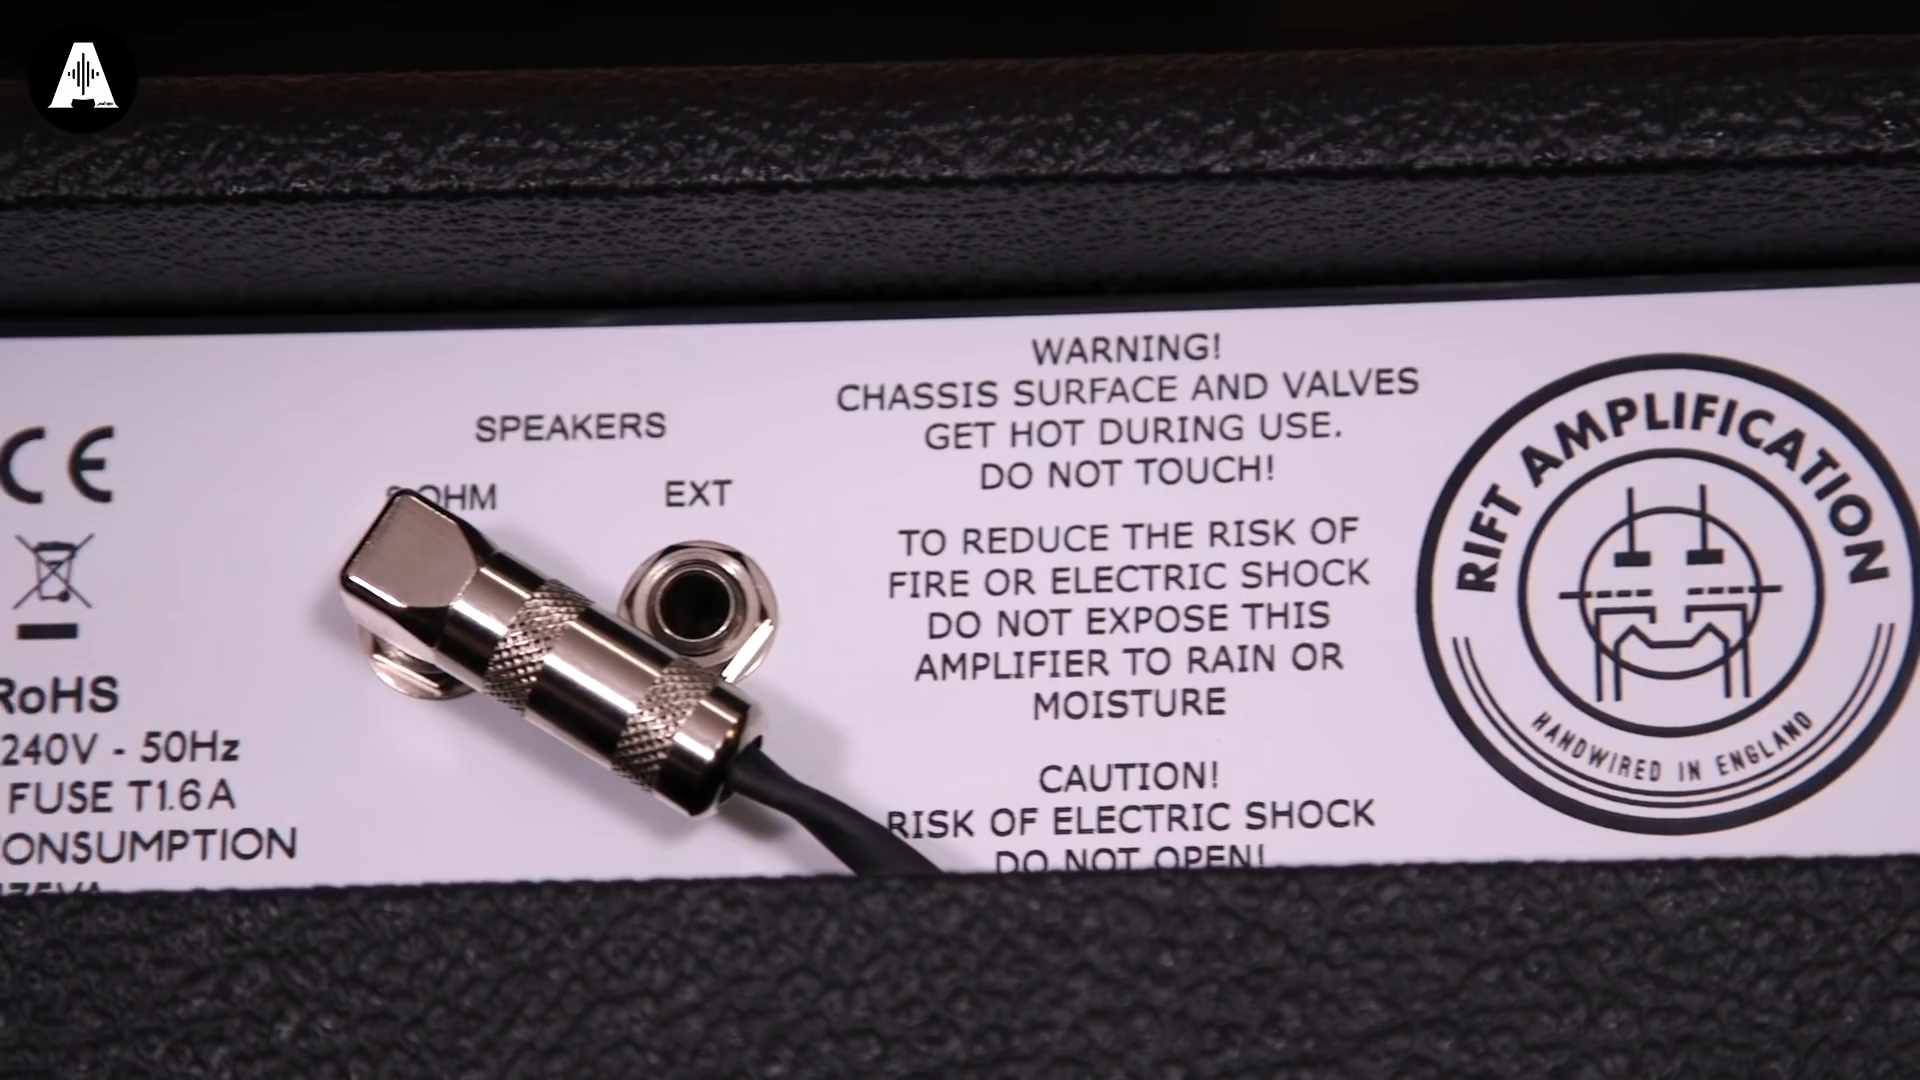 CE
RoHS
240V - 50Hz
FUSE T1.6A
SPEAKERS
OHM
EXT
WARNING!
CHASSIS SURFACE AND VALVES
GET HOT DURING USE.
DO NOT TOUCH!
TO REDUCE THE RISK OF
FIRE OR ELECTRIC SHOCK
DO NOT EXPOSE THIS
AMPLIFIER TO RAIN OR
MOISTURE
CAUTION!
RISK OF ELECTRIC SHOCK
DO NOT OPEN!
RIFT AMPLIFICATION
HANDWIRED IN ENGLAND